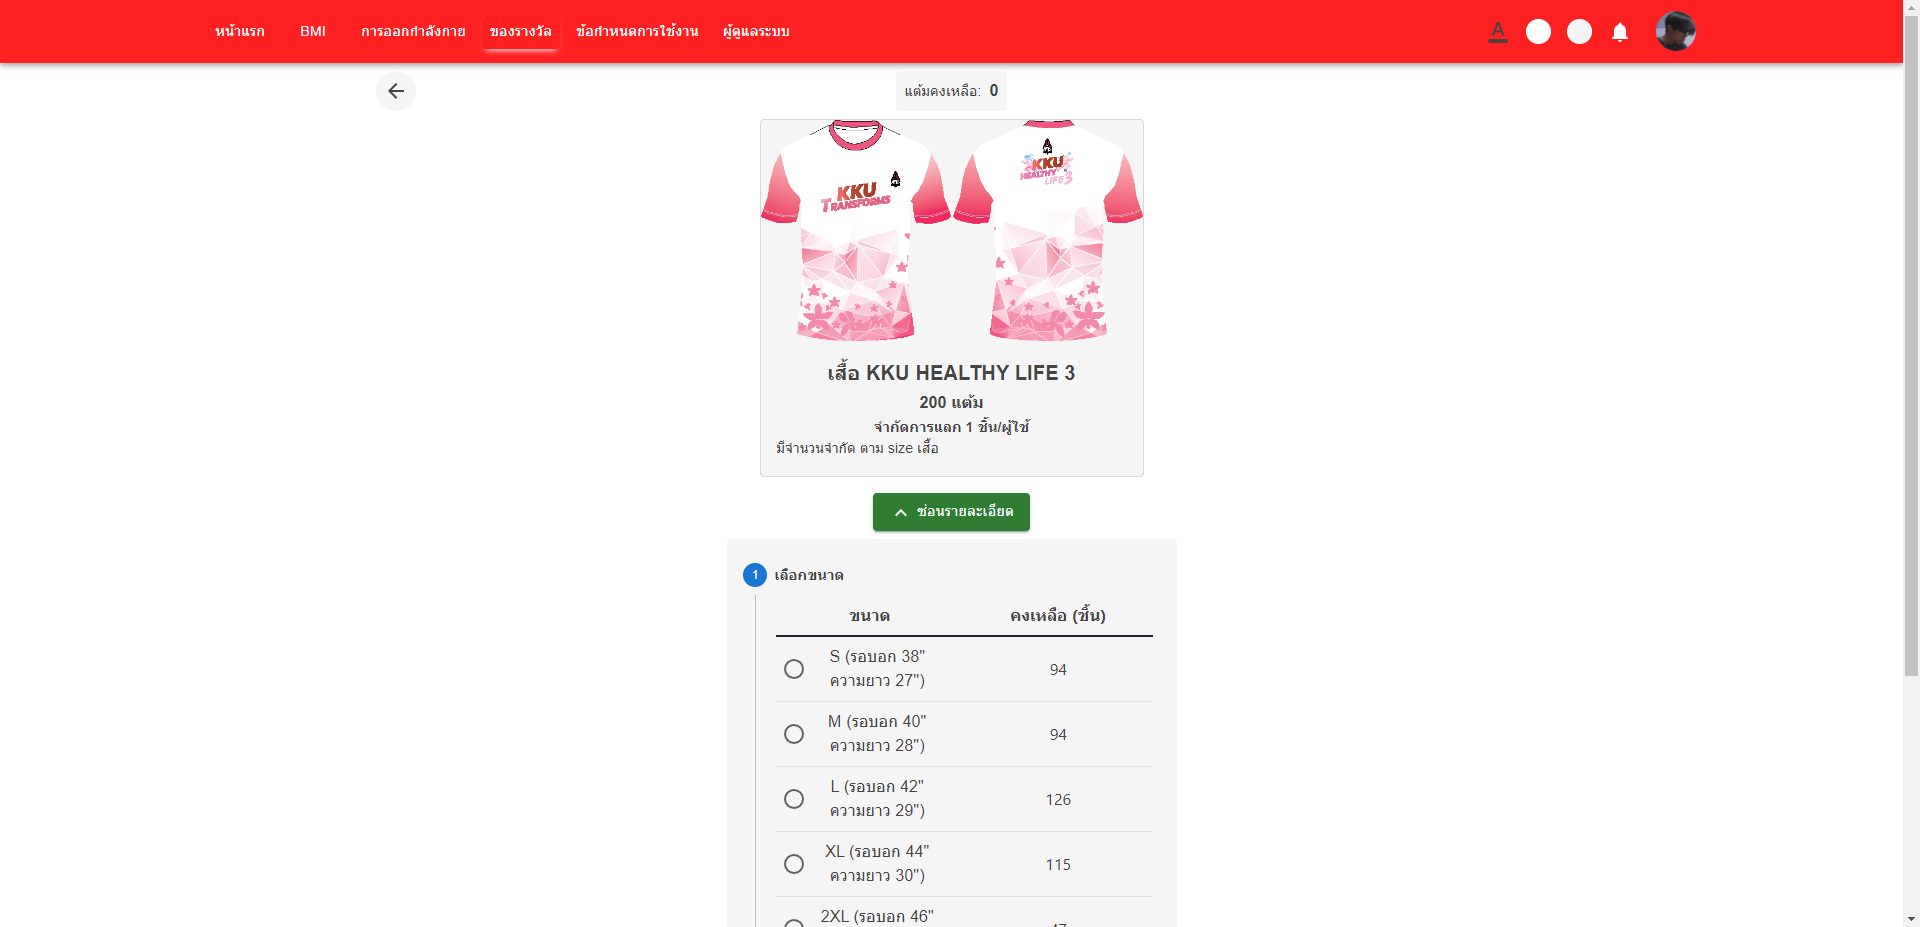 หน้าแรก
BMI
การออกกำลังกาย
ของรางวัล
ข้อกำหนดการใช้งาน
ผู้ดูแลระบบ
A
แต้มคงเหลือ: 0
KKU
TRANSFORMS
KKU
HEALTHY
LIFE 3
เสื้อ KKU HEALTHY LIFE 3
200 แต้ม
จำกัดการแลก 1 ชิ้น/ผู้ใช้
มีจำนวนจำกัด ตาม size เสื้อ
ซ่อนรายละเอียด
1 เลือกขนาด
ขนาด คงเหลือ (ชิ้น)
S (รอบอก 38"
ความยาว 27")
94
M (รอบอก 40"
ความยาว 28")
94
L (รอบอก 42"
ความยาว 29")
126
XL (รอบอก 44"
ความยาว 30")
115
2XL (รอบอก 46"